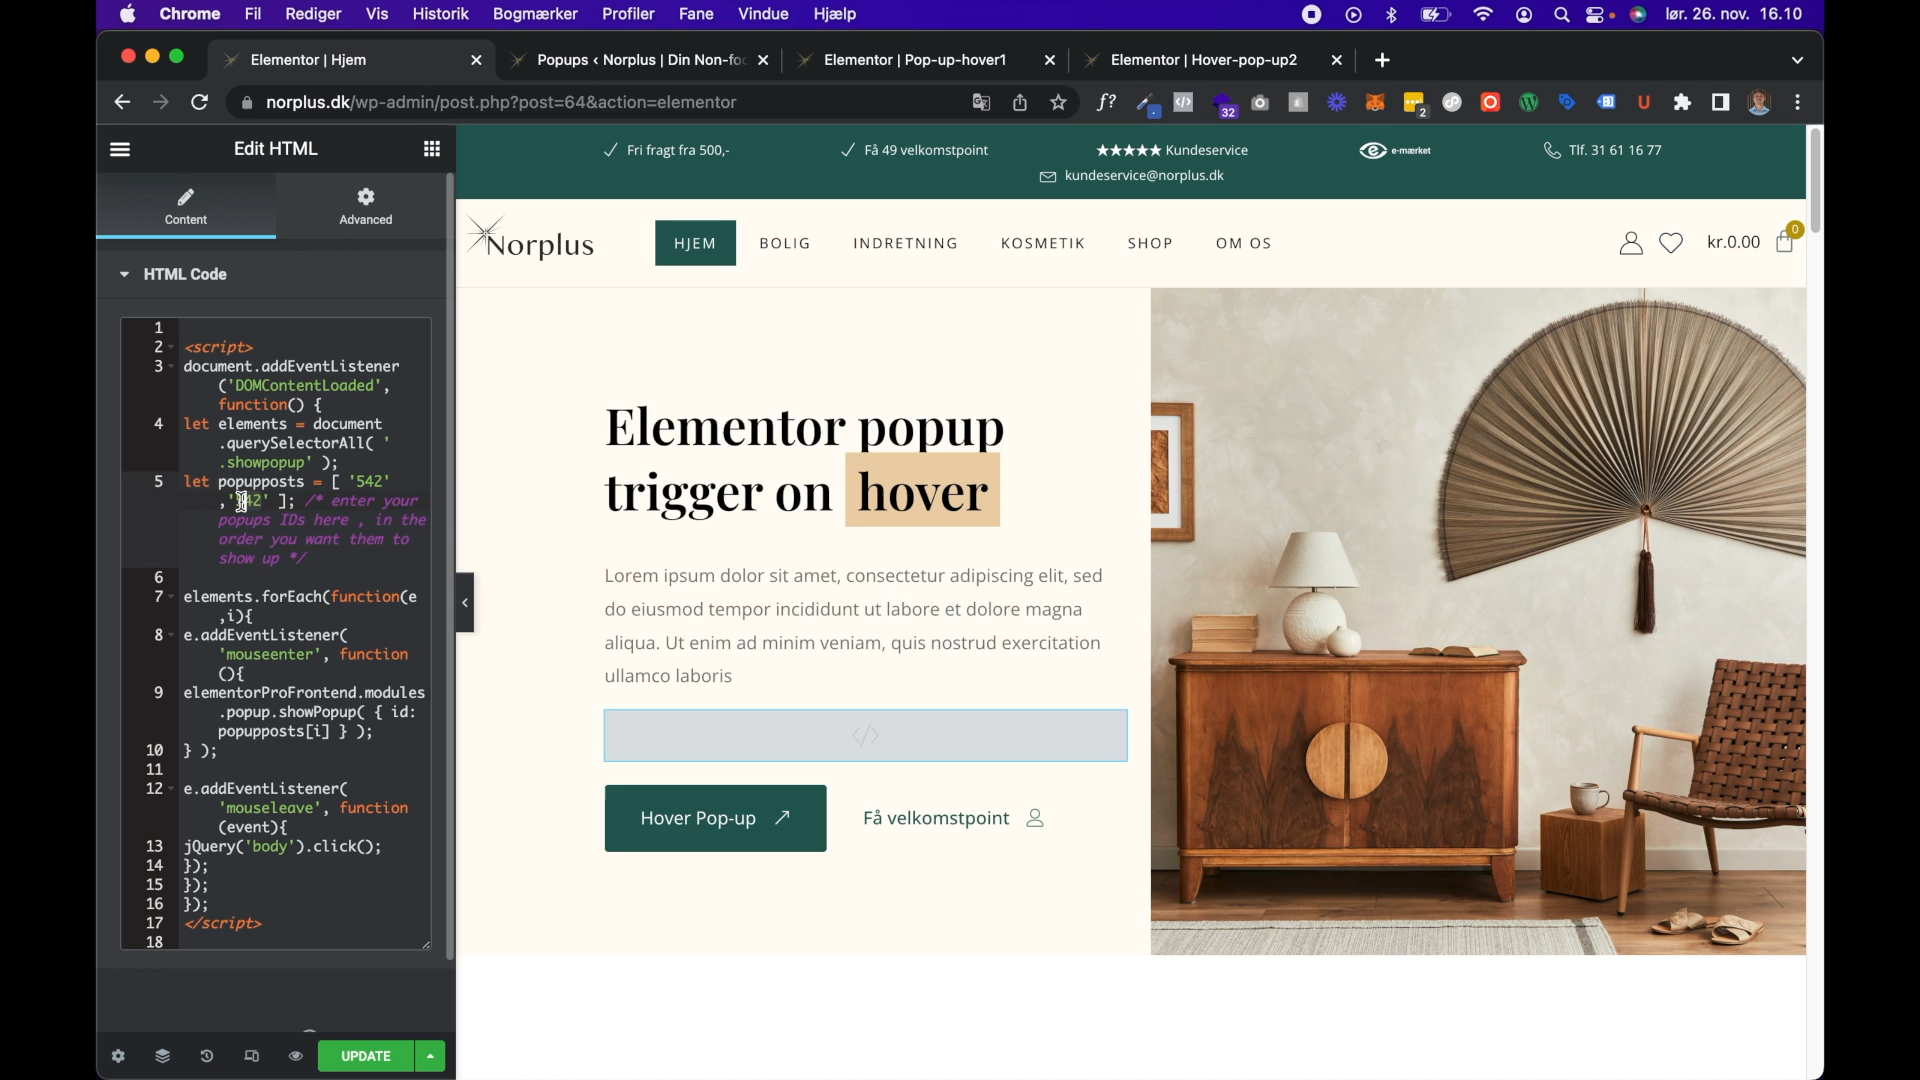 Chrome Fil Rediger Vis Historik Bogmærker Profiler Fane Vindue Hjælp lør. 26. nov. 16.10
Elementor | Hjem Popups ‹ Norplus | Din Non-foo Elementor | Pop-up-hover1 Elementor | Hover-pop-up2
norplus.dk/wp-admin/post.php?post=64&action=elementor f? 32 2 U
Edit HTML
Content Advanced
HTML Code
1
2 <script>
3 document.addEventListener
('DOMContentLoaded',
function() {
4 let elements = document
.querySelectorAll( '
.showpopup' );
5 let popupposts = [ '542'
,' 42' ]; /* enter your
popups IDs here , in the
order you want them to
show up */
6
7 elements.forEach(function(e
,i){
8 e.addEventListener(
'mouseenter', function
(){
9 elementorProFrontend.modules
.popup.showPopup( { id:
popupposts[i] } );
10 } );
11
12 e.addEventListener(
'mouseleave', function
(event){
13 jQuery('body').click();
14 });
15 });
16 });
17 </script>
18
UPDATE
Fri fragt fra 500,- Få 49 velkomstpoint ★★★★★ Kundeservice e e-mærket Tlf. 31 61 16 77
kundeservice@norplus.dk
Norplus HJEM BOLIG INDRETNING KOSMETIK SHOP OM OS kr.0.00 0
Elementor popup
trigger on hover
Lorem ipsum dolor sit amet, consectetur adipiscing elit, sed
do eiusmod tempor incididunt ut labore et dolore magna
aliqua. Ut enim ad minim veniam, quis nostrud exercitation
ullamco laboris
</>
Hover Pop-up Få velkomstpoint